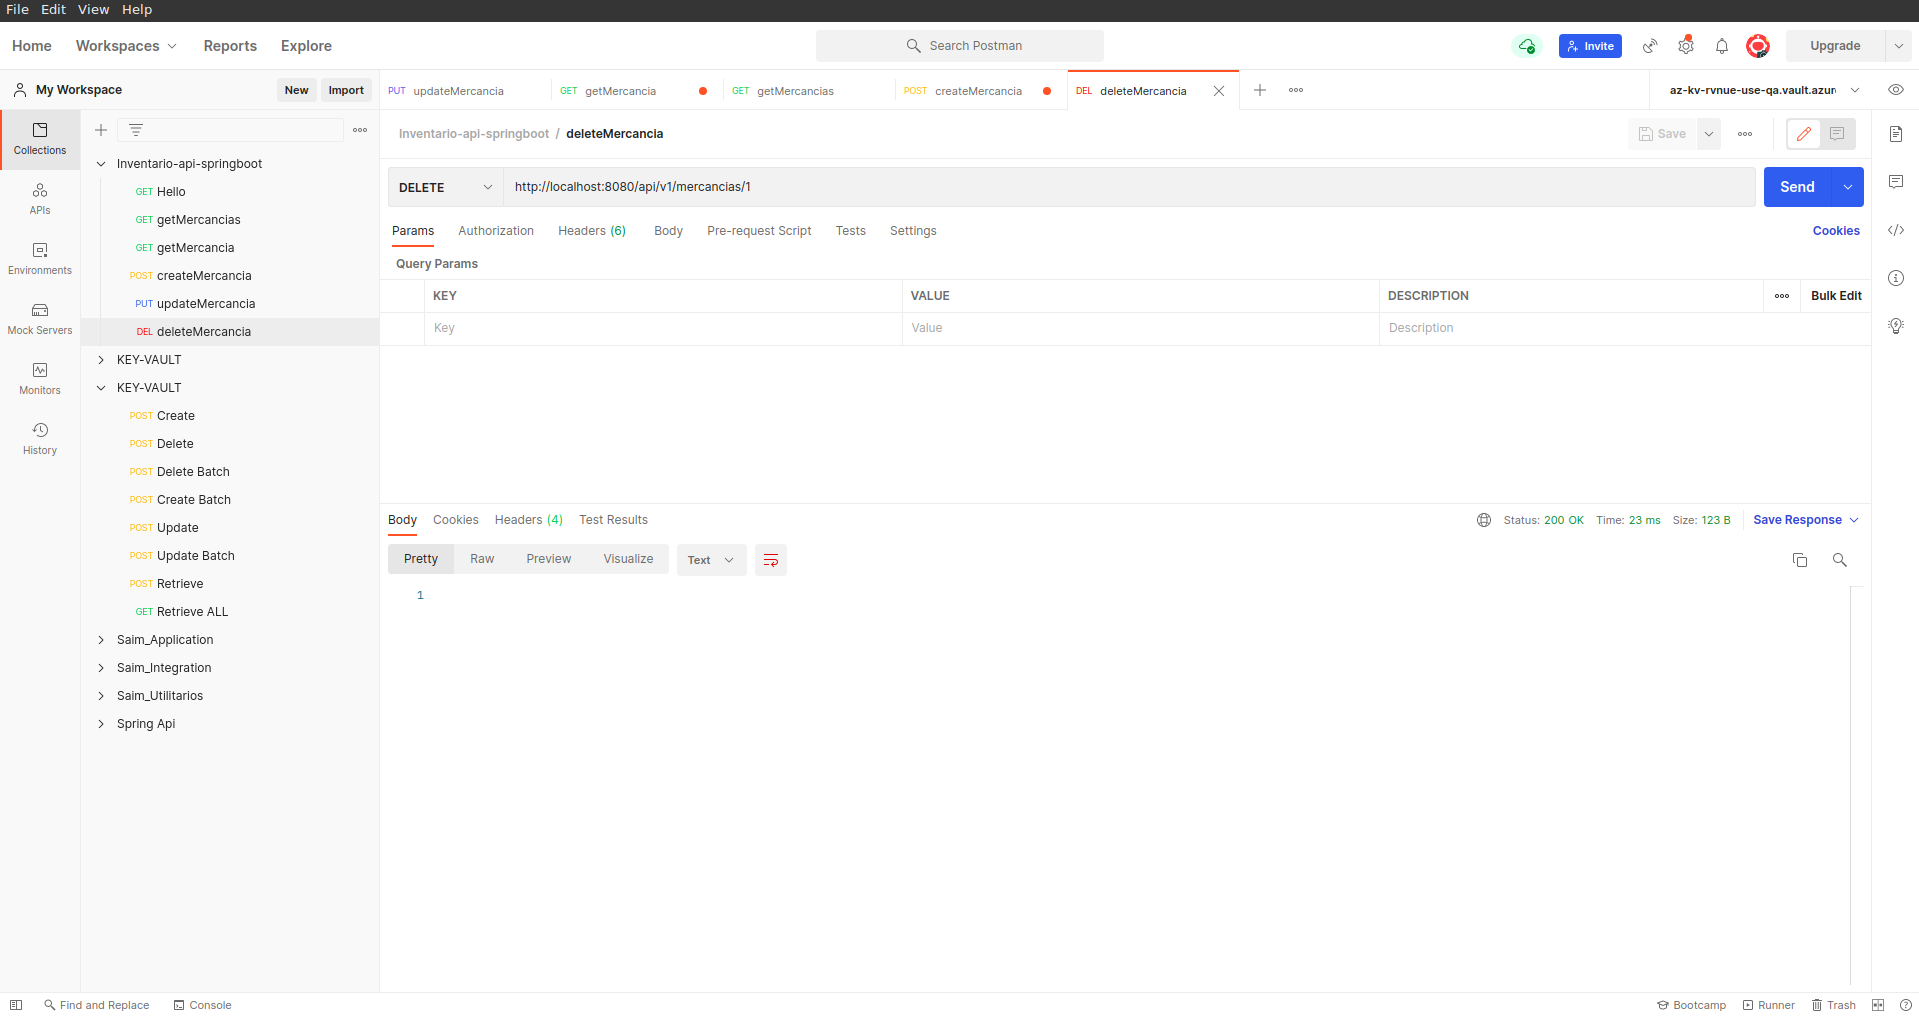 File Edit View Help
Home Workspaces Reports Explore Search Postman Invite Upgrade
My Workspace New Import
PUT updateMercancia GET getMercancia GET getMercancias POST createMercancia DEL deleteMercancia az-kv-rvnue-use-qa.vault.azur
Collections
APIs
Environments
Mock Servers
Monitors
History
Inventario-api-springboot
GET Hello
GET getMercancias
GET getMercancia
POST createMercancia
PUT updateMercancia
DEL deleteMercancia
KEY-VAULT
KEY-VAULT
POST Create
POST Delete
POST Delete Batch
POST Create Batch
POST Update
POST Update Batch
POST Retrieve
GET Retrieve ALL
Saim_Application
Saim_Integration
Saim_Utilitarios
Spring Api
Inventario-api-springboot / deleteMercancia Save
DELETE http://localhost:8080/api/v1/mercancias/1 Send
Params Authorization Headers (6) Body Pre-request Script Tests Settings Cookies
Query Params
KEY VALUE DESCRIPTION Bulk Edit
Key Value Description
Body Cookies Headers (4) Test Results Status: 200 OK Time: 23 ms Size: 123 B Save Response
Pretty Raw Preview Visualize Text
1
Find and Replace Console Bootcamp Runner Trash